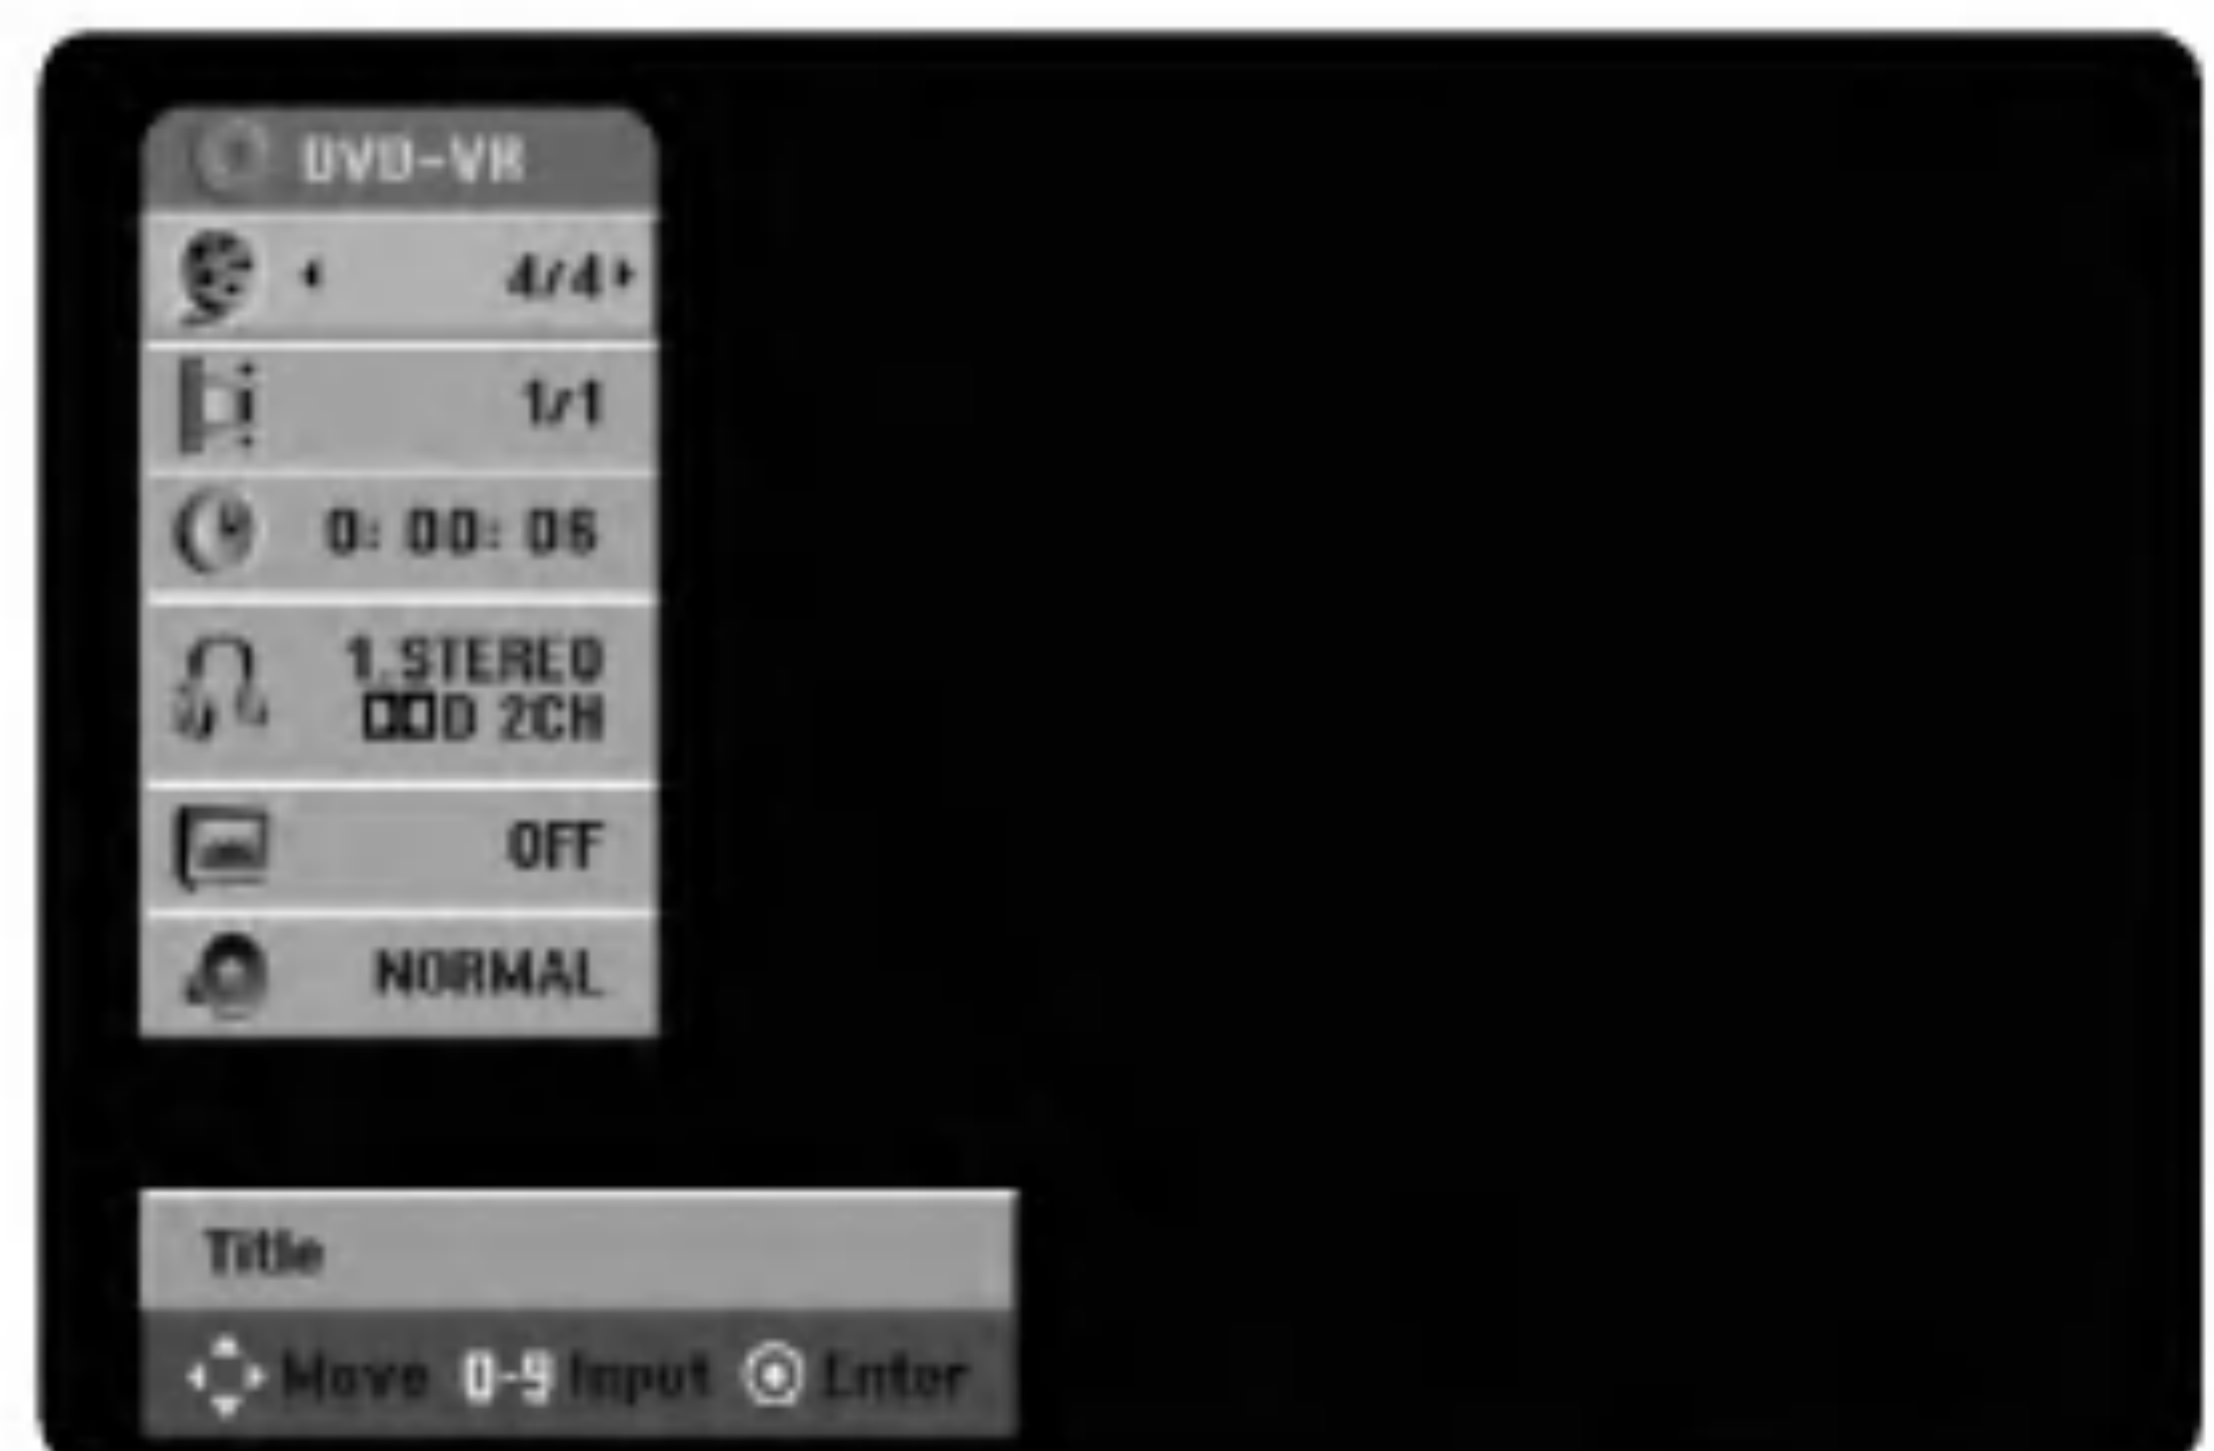 DVD-VR
4/4
1/1
0: 00: 06
1.STEREO
D 2CH
OFF
NORMAL
Title
Move 0-9 Input Enter